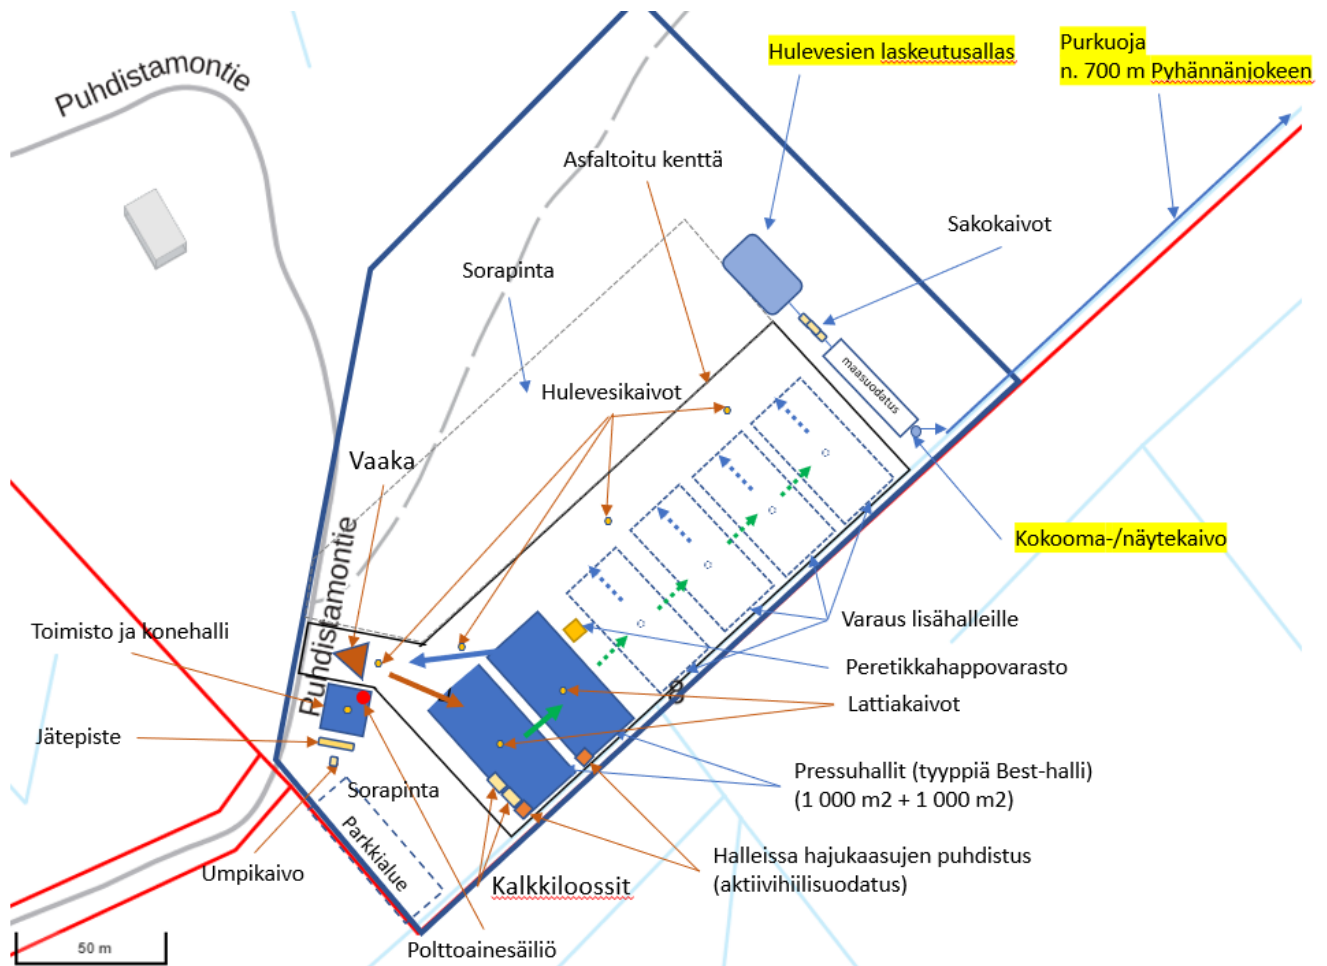 Puhdistamontie
Hulevesien laskeutusallas
Purkuoja
n. 700 m Pyhännänjokeen
Asfaltoitu kenttä
Sakokaivot
Sorapinta
maasuodatus
Hulevesikaivot
Vaaka
Kokooma-/näytekaivo
Puhdistamontie
Toimisto ja konehalli
Varaus lisähalleille
Peretikkahappovarasto
Lattiakaivot
Jätepiste
Pressuhallit (tyyppiä Best-halli)
(1 000 m2 + 1 000 m2)
Sorapinta
Parkkialue
Umpikaivo
Kalkkiloossit
Halleissa hajukaasujen puhdistus
(aktiivihiilisuodatus)
Polttoainesäiliö
50 m